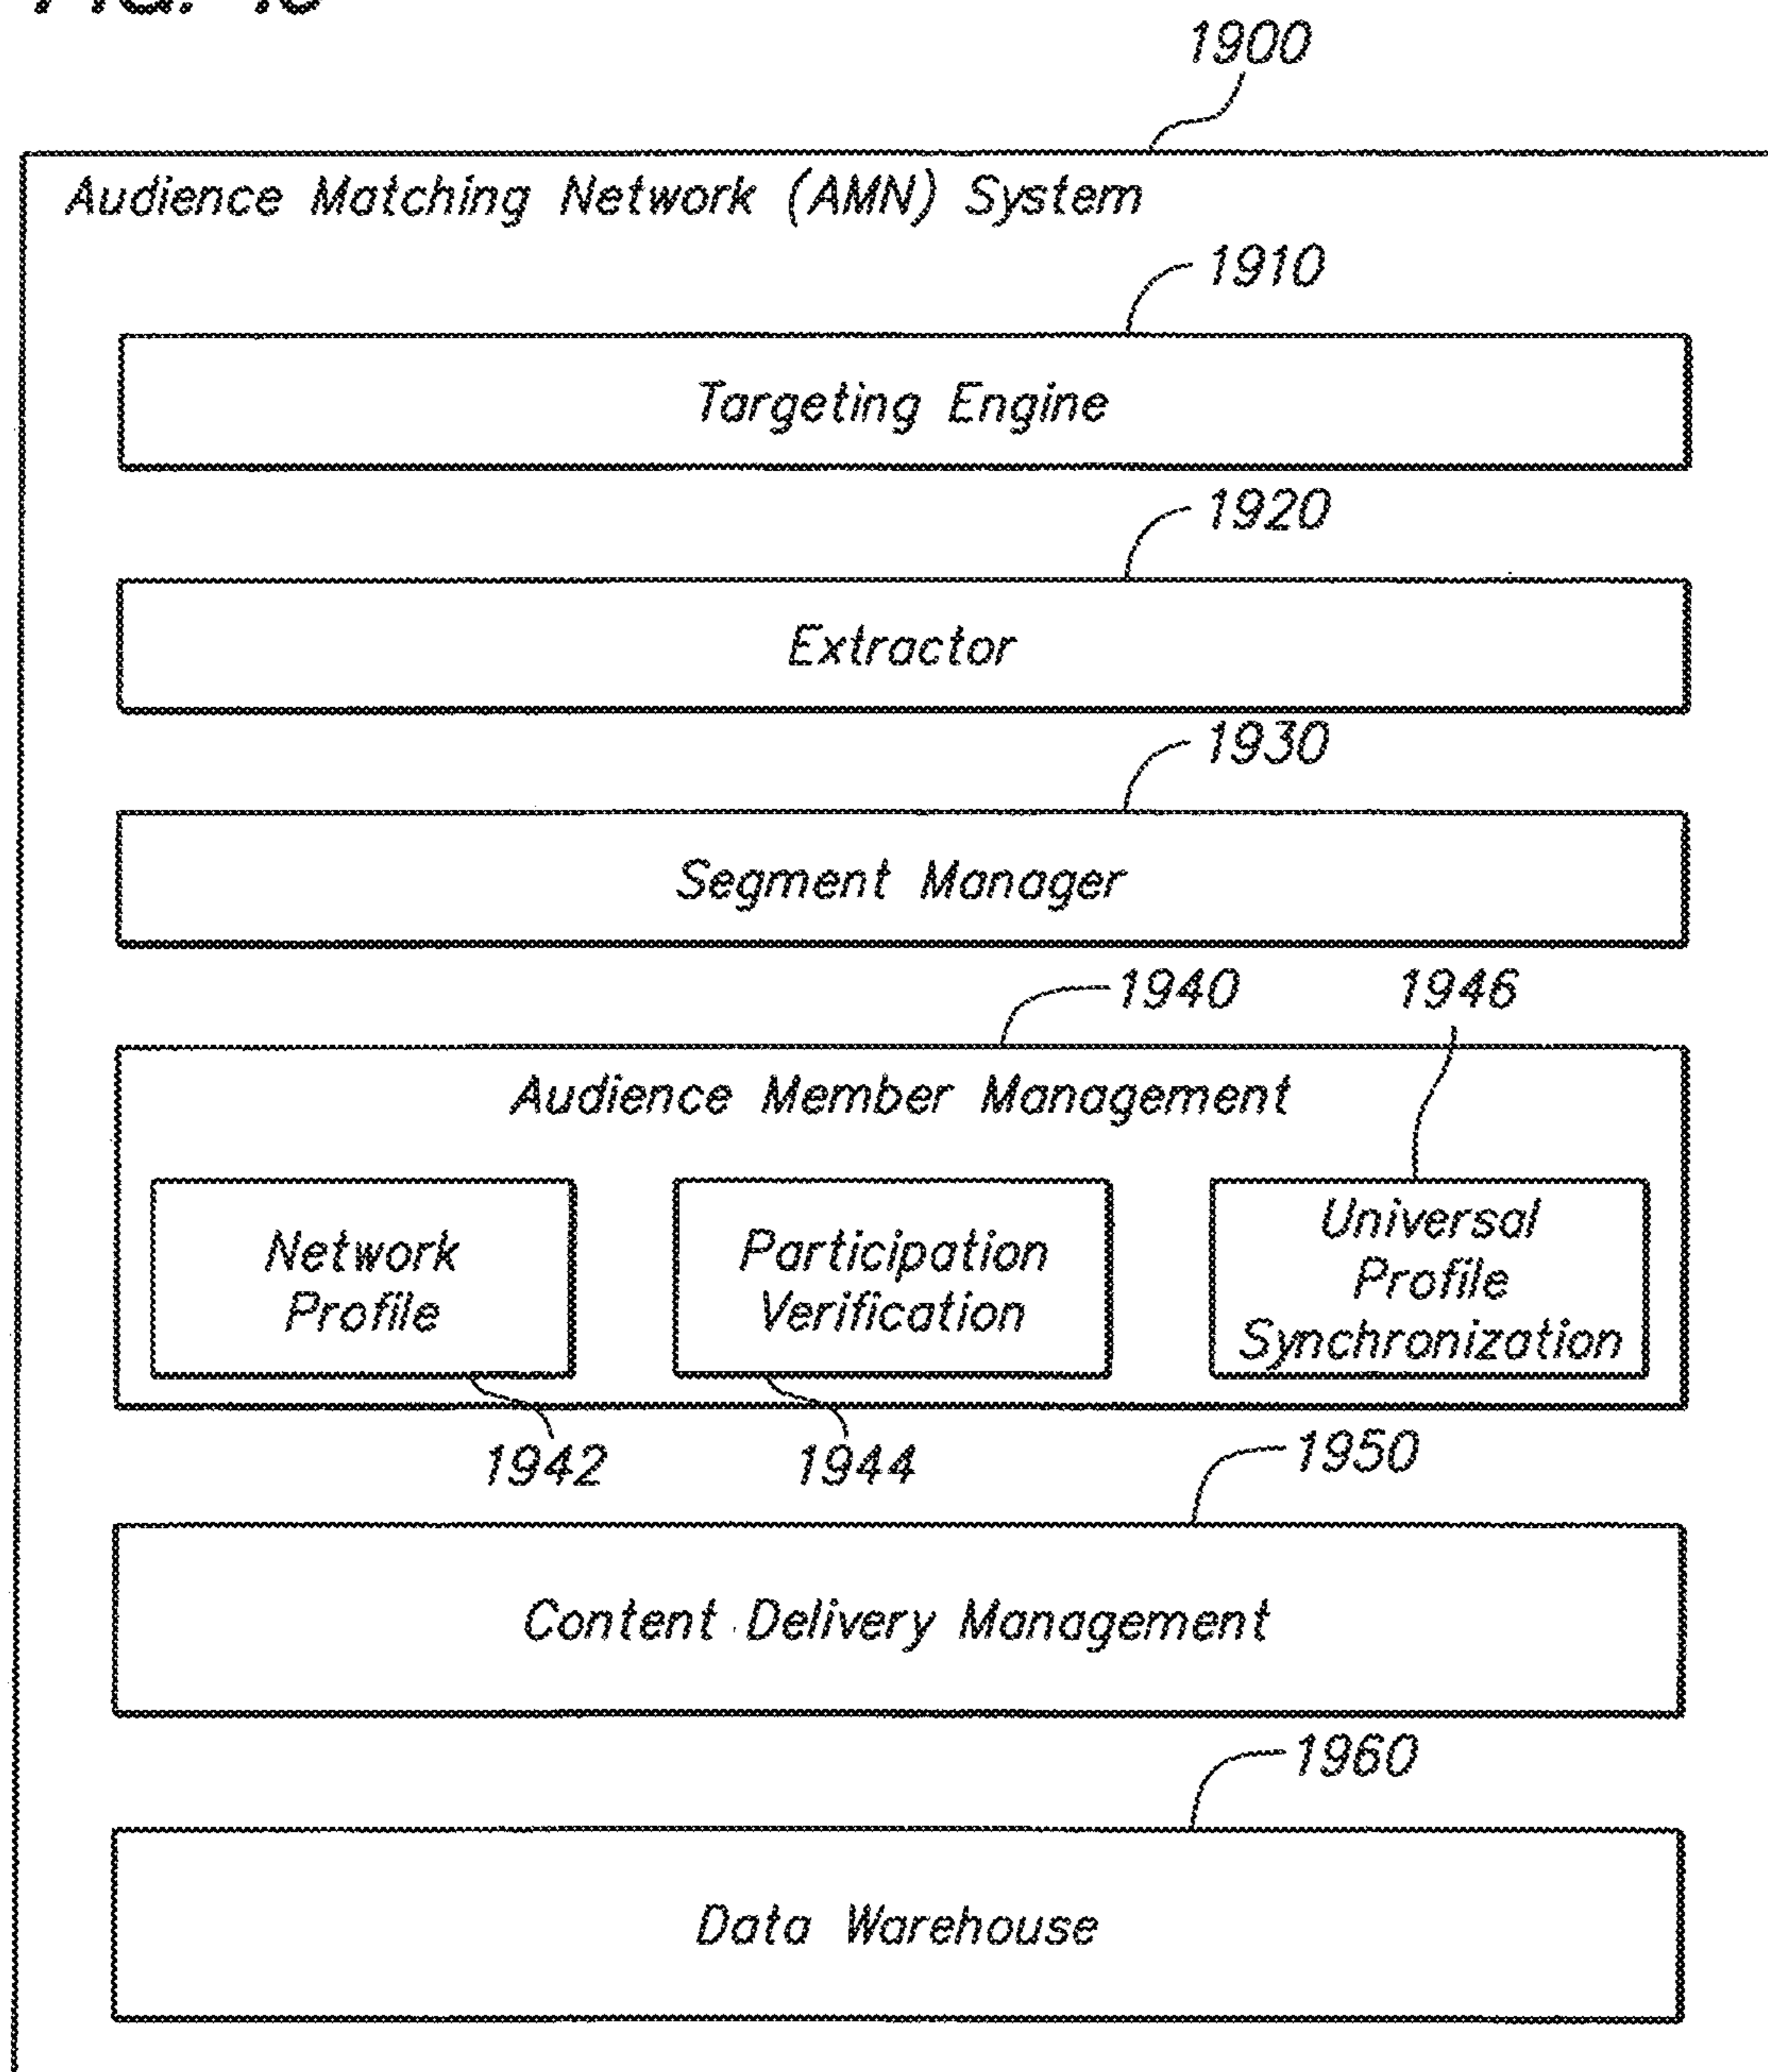 1900
Audience Matching Network (AMN) System
1910
Targeting Engine
1920
Extractor
1930
Segment Manager
1940
1946
Audience Member Management
Network
Profile
Participation
Verification
Universal
Profile
Synchronization
1942
1944
1950
Content Delivery Management
1960
Data Warehouse